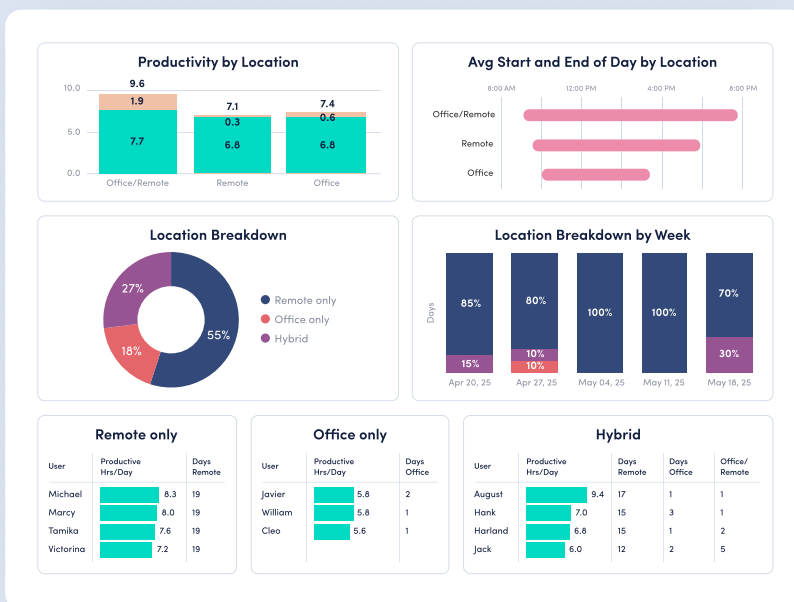 Productivity by Location
10.0
5.0
0.0
9.6
1.9
7.7
7.1
0.3
6.8
7.4
0.6
6.8
Office/Remote Remote Office
Avg Start and End of Day by Location
8:00 AM 12:00 PM 4:00 PM 8:00 PM
Office/Remote
Remote
Office
Location Breakdown
27%
18%
55%
Remote only
Office only
Hybrid
Location Breakdown by Week
Days
85%
15%
80%
10%
10%
100%
100%
70%
30%
Apr 20, 25 Apr 27, 25 May 04, 25 May 11, 25 May 18, 25
Remote only
User Productive Hrs/Day Days Remote
Michael 8.3 19
Marcy 8.0 19
Tamika 7.6 19
Victorina 7.2 19
Office only
User Productive Hrs/Day Days Office
Javier 5.8 2
William 5.8 1
Cleo 5.6 1
Hybrid
User Productive Hrs/Day Days Remote Days Office Office/ Remote
August 9.4 17 1 1
Hank 7.0 15 3 1
Harland 6.8 15 1 2
Jack 6.0 12 2 5